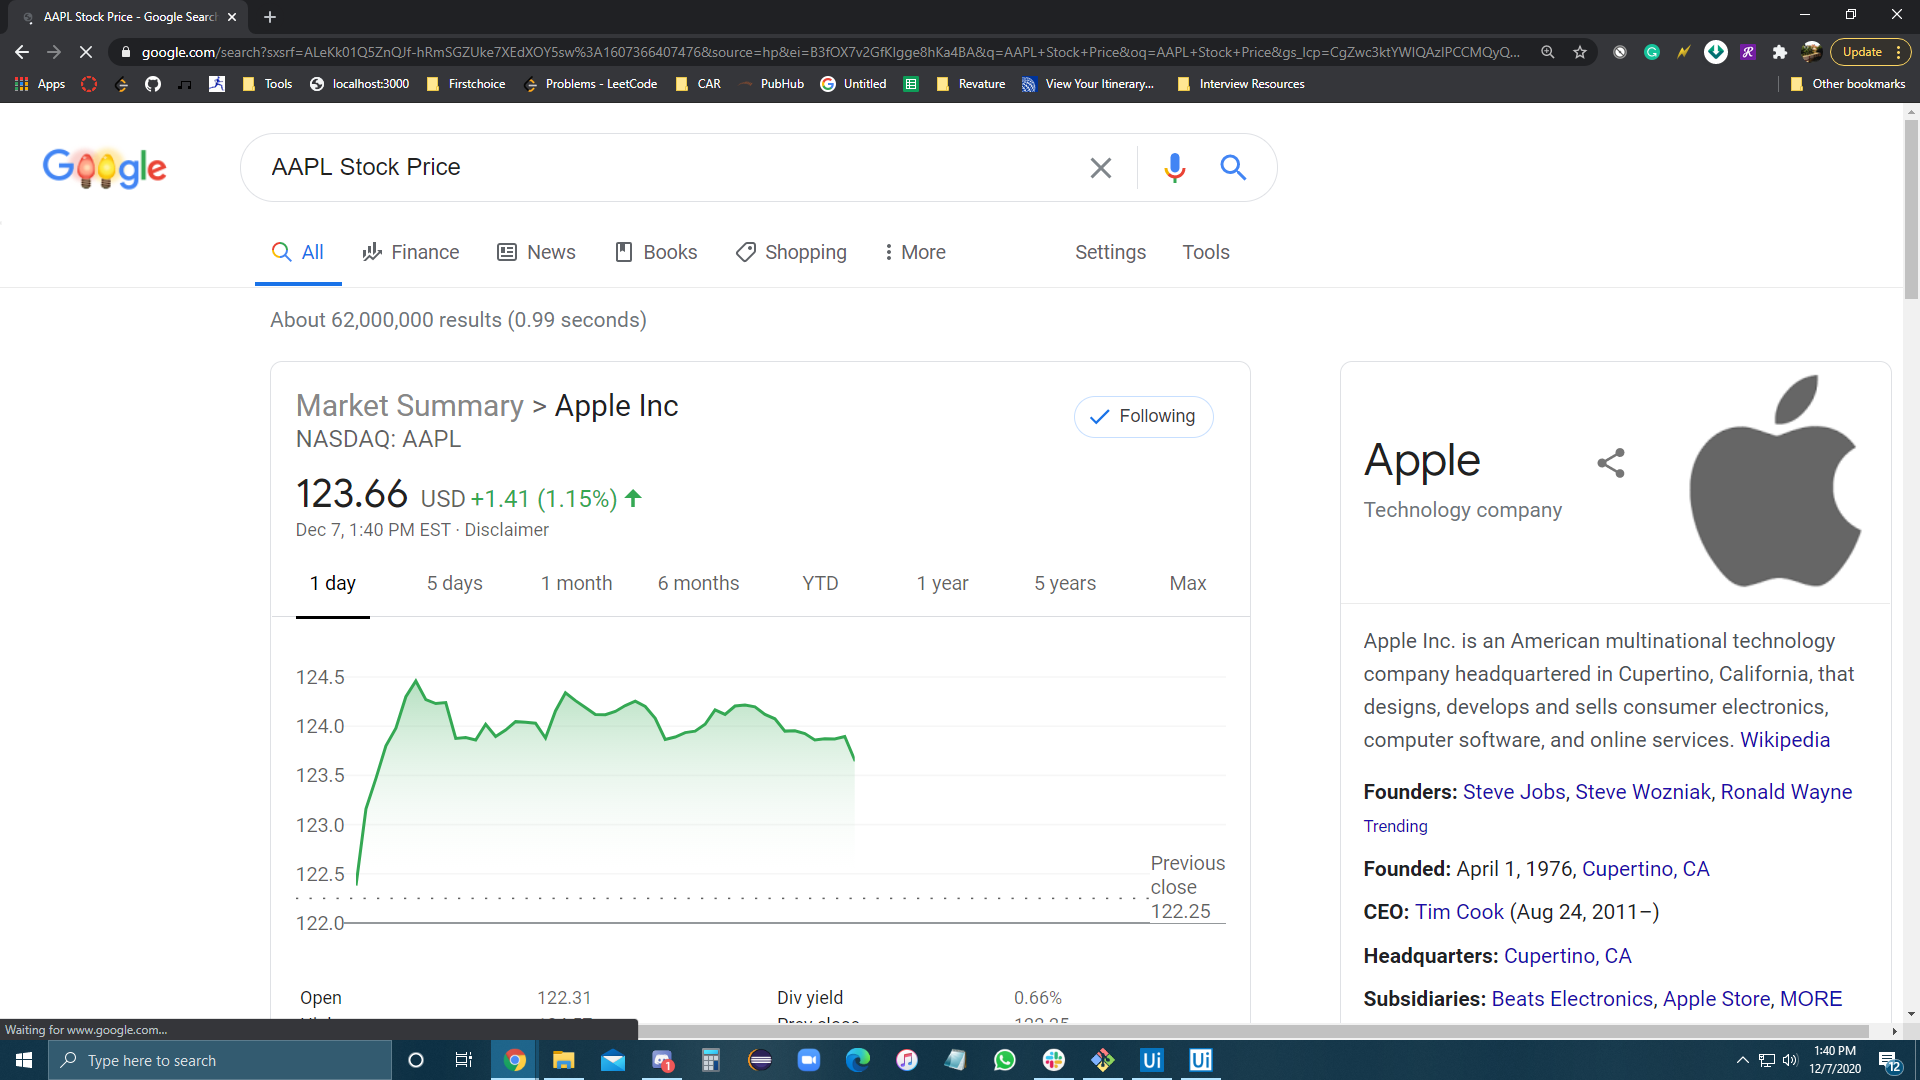 AAPL Stock Price - Google Searc
google.com/search?sxsrf=ALeKk01Q5ZnQJf-hRmSGZUke7XEdXOY5sw%3A1607366407476&source=hp&ei=B3fOX7v2GfKIgge8hKa4BA&q=AAPL+Stock+Price&oq=AAPL+Stock+Price&gs_lcp=CgZwc3ktYWIQAzIPCCMQyQ...
Update
Apps
Tools
localhost:3000
Firstchoice
Problems - LeetCode
CAR
PubHub
Untitled
Revature
View Your Itinerary...
Interview Resources
Other bookmarks
Google
AAPL Stock Price
All
Finance
News
Books
Shopping
More
Settings
Tools
About 62,000,000 results (0.99 seconds)
Market Summary > Apple Inc
NASDAQ: AAPL
Following
123.66 USD +1.41 (1.15%)
Dec 7, 1:40 PM EST · Disclaimer
1 day
5 days
1 month
6 months
YTD
1 year
5 years
Max
124.5
124.0
123.5
123.0
122.5
122.0
Previous
close
122.25
Open 122.31
Div yield 0.66%
Apple
Technology company
Apple Inc. is an American multinational technology
company headquartered in Cupertino, California, that
designs, develops and sells consumer electronics,
computer software, and online services. Wikipedia
Founders: Steve Jobs, Steve Wozniak, Ronald Wayne
Trending
Founded: April 1, 1976, Cupertino, CA
CEO: Tim Cook (Aug 24, 2011–)
Headquarters: Cupertino, CA
Subsidiaries: Beats Electronics, Apple Store, MORE
Waiting for www.google.com...
Type here to search
1
Ui
Ui
1:40 PM
12/7/2020
12